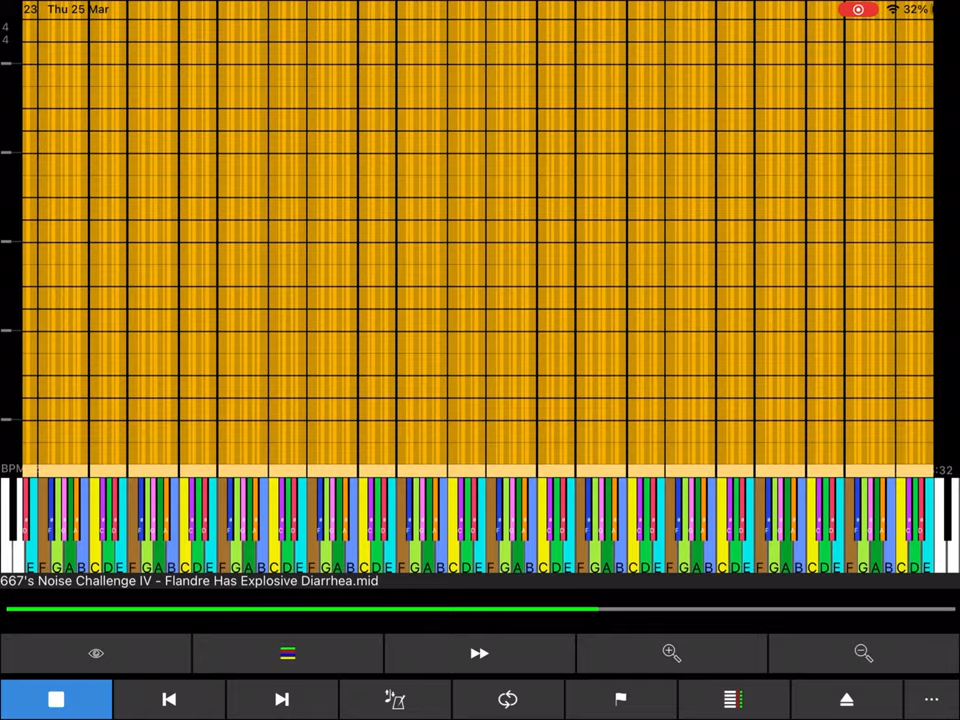 23 Thu 25 Mar 32%
4
4
BPM :32
E F G A B C D E F G A B C D E F G A B C D E F G A B C D E F G A B C D E F G A B C D E F G A B C D E F G A B C D E F G A B C D E F G A B C D E F G A B C D E
667's Noise Challenge IV - Flandre Has Explosive Diarrhea.mid